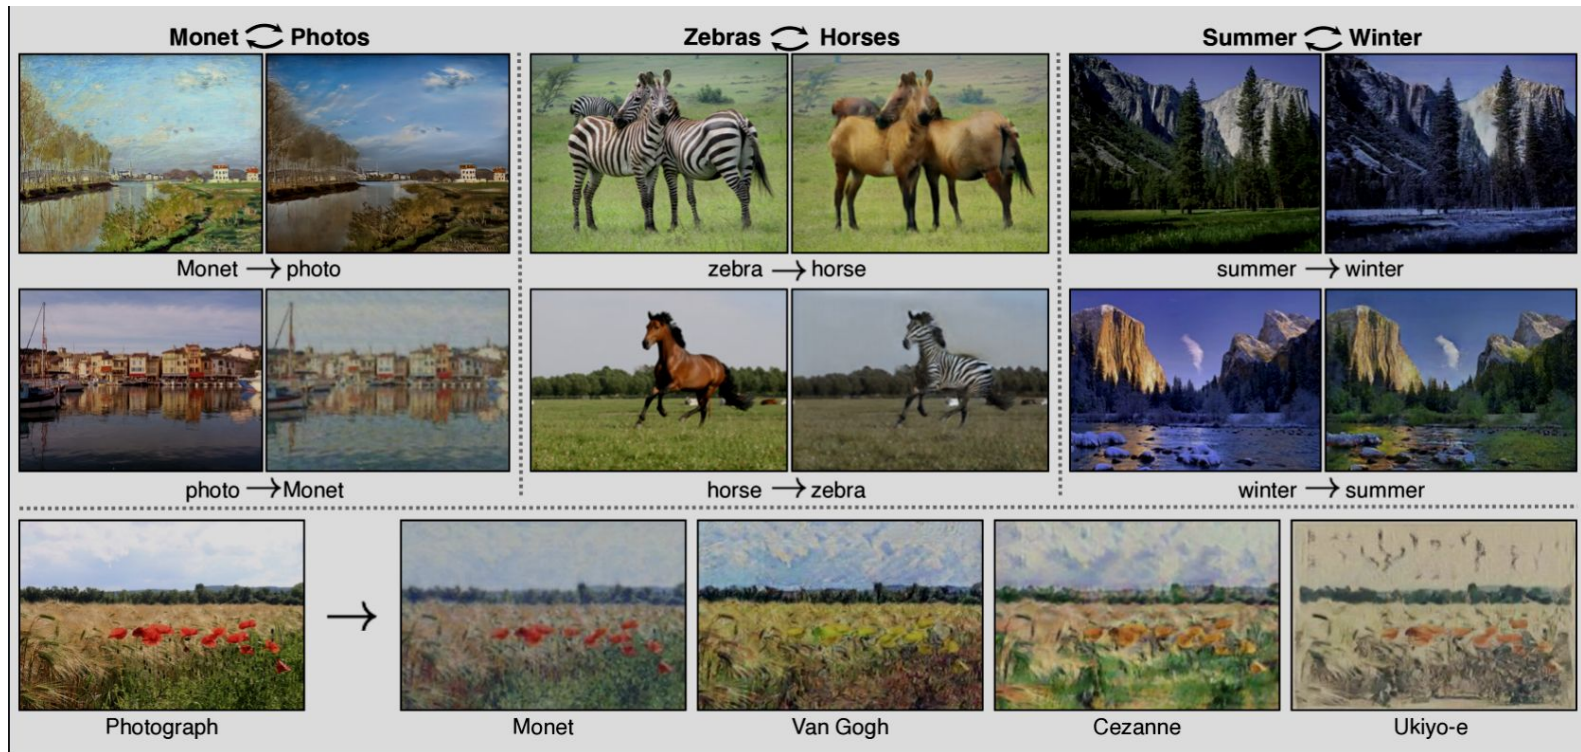 Monet Photos
Zebras Horses
Summer Winter
Monet → photo
zebra → horse
summer → winter
photo → Monet
horse → zebra
winter → summer
Photograph
Monet
Van Gogh
Cezanne
Ukiyo-e